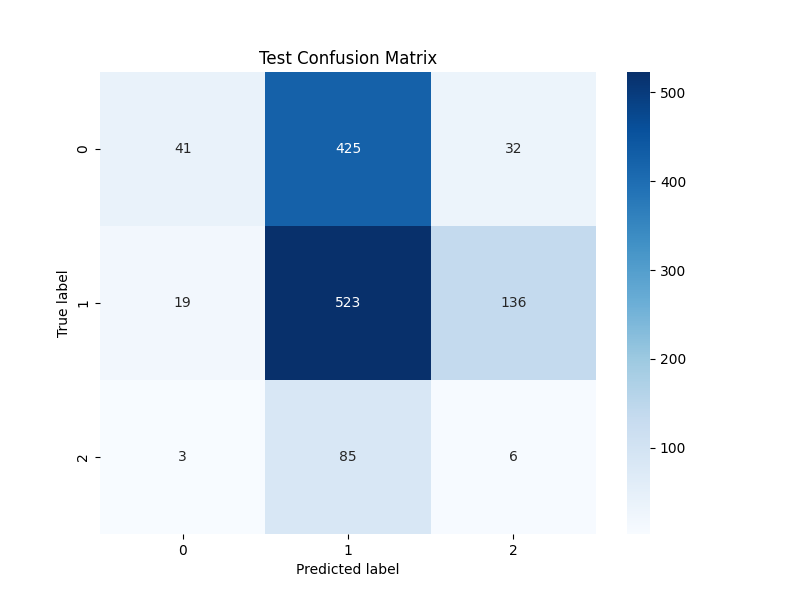 Test Confusion Matrix
True label
0 41 425 32
1 19 523 136
2 3 85 6
0 1 2
Predicted label
500
400
300
200
100